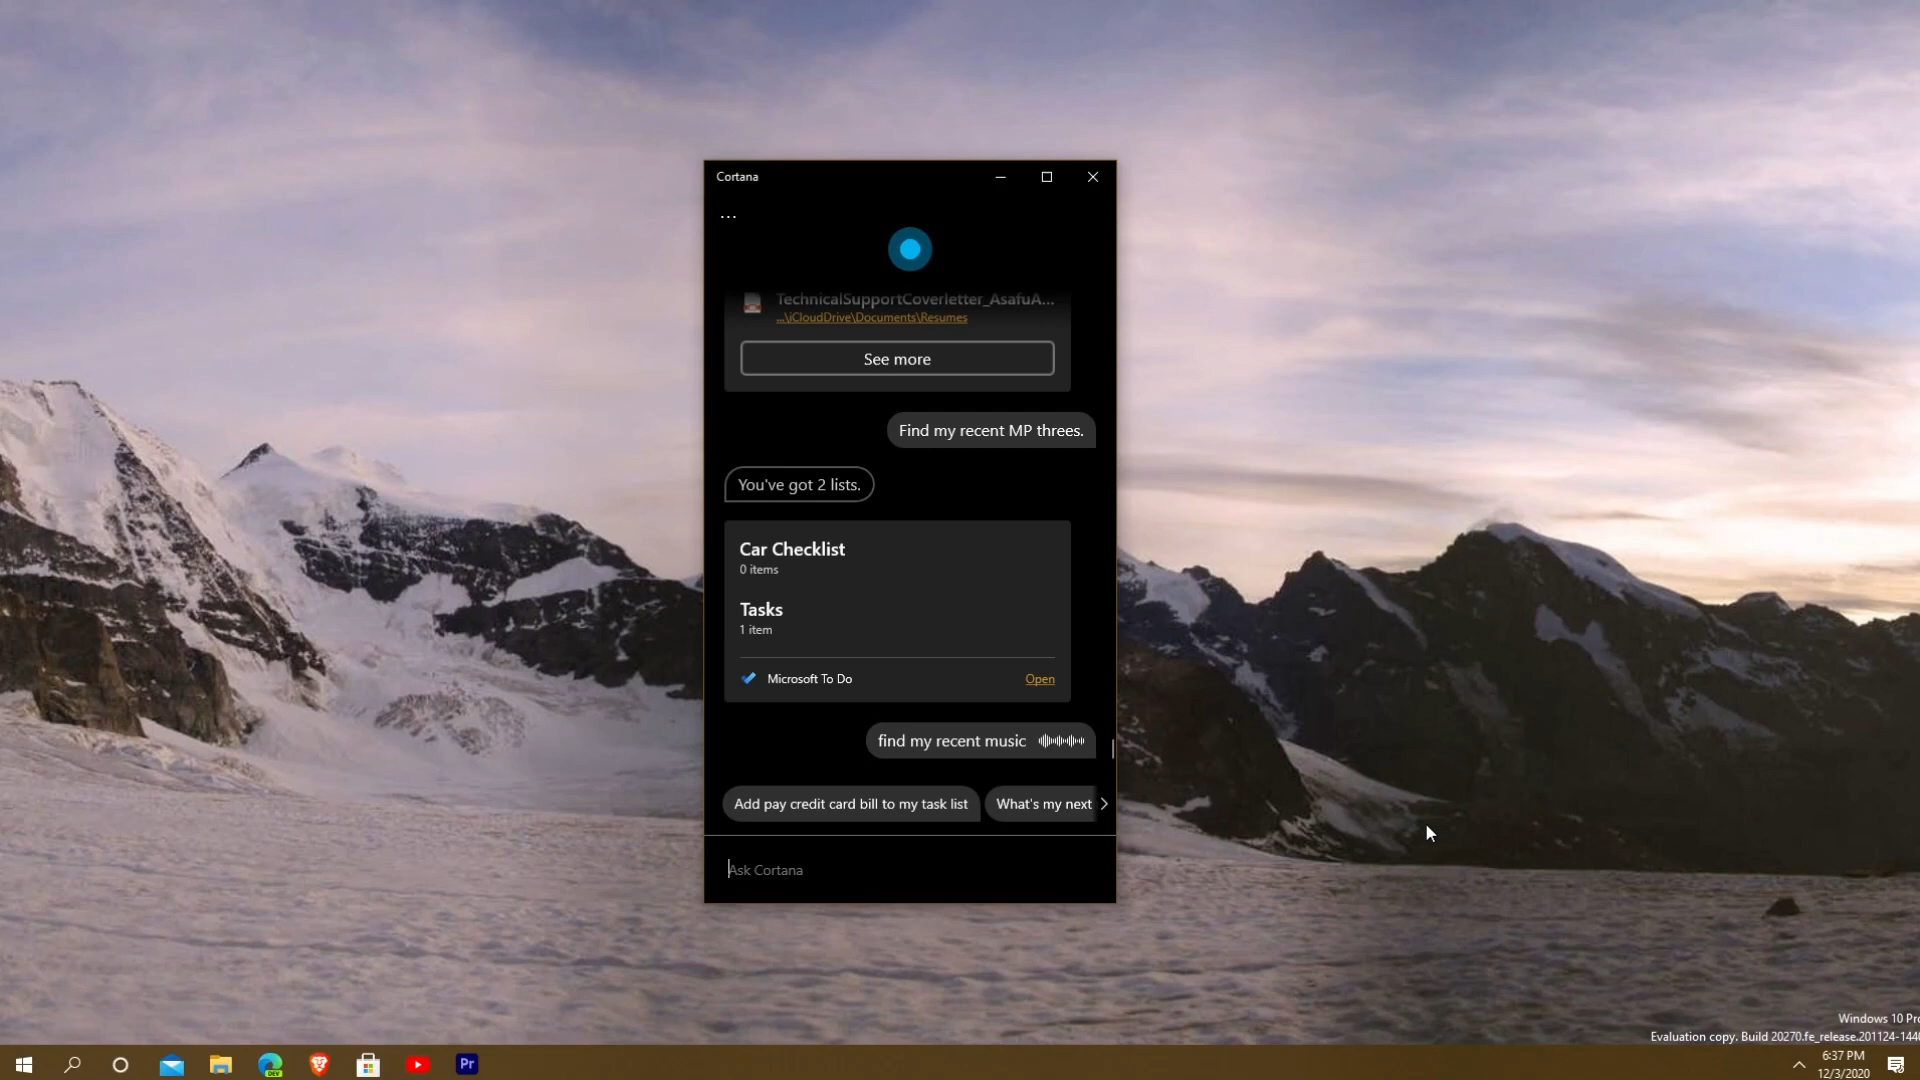 Cortana
...
TechnicalSupportCoverletter_AsafuA...
...\iCloudDrive\Documents\Resumes
See more
Find my recent MP threes.
You've got 2 lists.
Car Checklist
0 items
Tasks
1 item
Microsoft To Do
Open
find my recent music
Add pay credit card bill to my task list
What's my next
Ask Cortana
Windows 10 Pro
Evaluation copy. Build 20270.fe_release.201124-1440
DEV
Pr
6:37 PM
12/3/2020